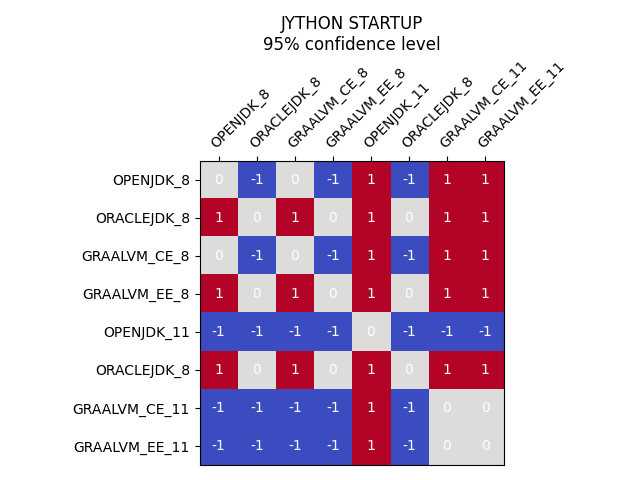 JYTHON STARTUP
95% confidence level
OPENJDK_8 ORACLEJDK_8 GRAALVM_CE_8 GRAALVM_EE_8 OPENJDK_11 ORACLEJDK_8 GRAALVM_CE_11 GRAALVM_EE_11
OPENJDK_8 0 -1 0 -1 1 -1 1 1
ORACLEJDK_8 1 0 1 0 1 0 1 1
GRAALVM_CE_8 0 -1 0 -1 1 -1 1 1
GRAALVM_EE_8 1 0 1 0 1 0 1 1
OPENJDK_11 -1 -1 -1 -1 0 -1 -1 -1
ORACLEJDK_8 1 0 1 0 1 0 1 1
GRAALVM_CE_11 -1 -1 -1 -1 1 -1 0 0
GRAALVM_EE_11 -1 -1 -1 -1 1 -1 0 0